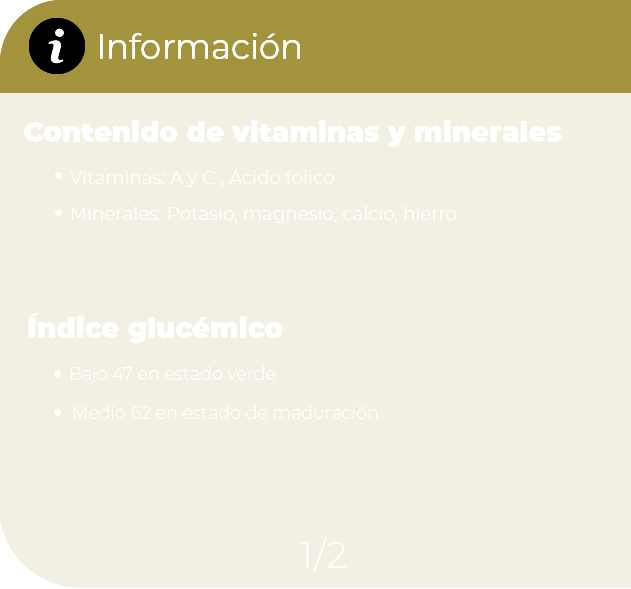 Información
Contenido de vitaminas y minerales
• Vitaminas: A y C , Ácido fólico
• Minerales: Potasio, magnesio, calcio, hierro
Índice glucémico
• Bajo 47 en estado verde
• Medio 62 en estado de maduración
1/2